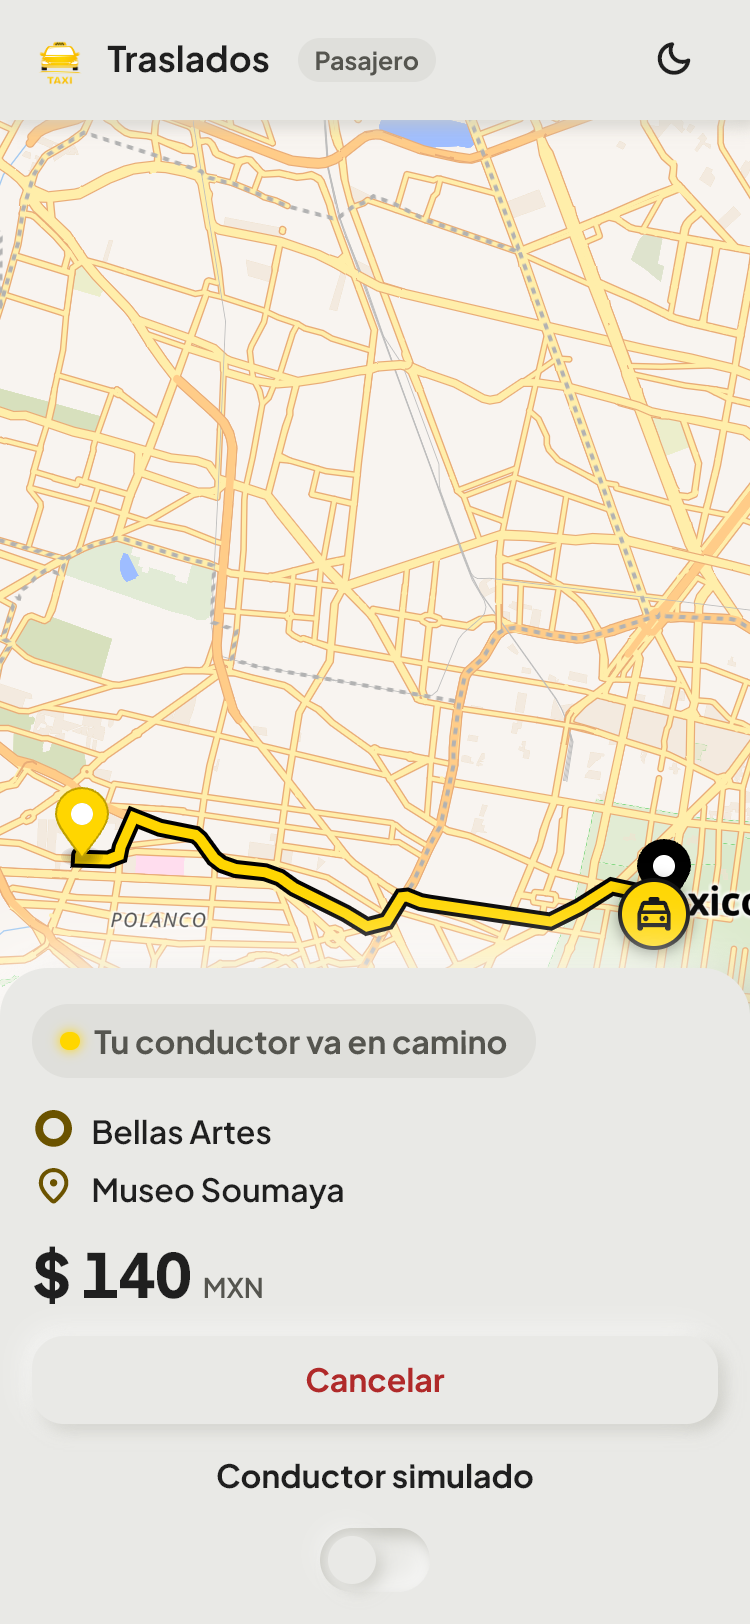 TAXI
Traslados
Pasajero
POLANCO
xico
Tu conductor va en camino
Bellas Artes
Museo Soumaya
$ 140 MXN
Cancelar
Conductor simulado